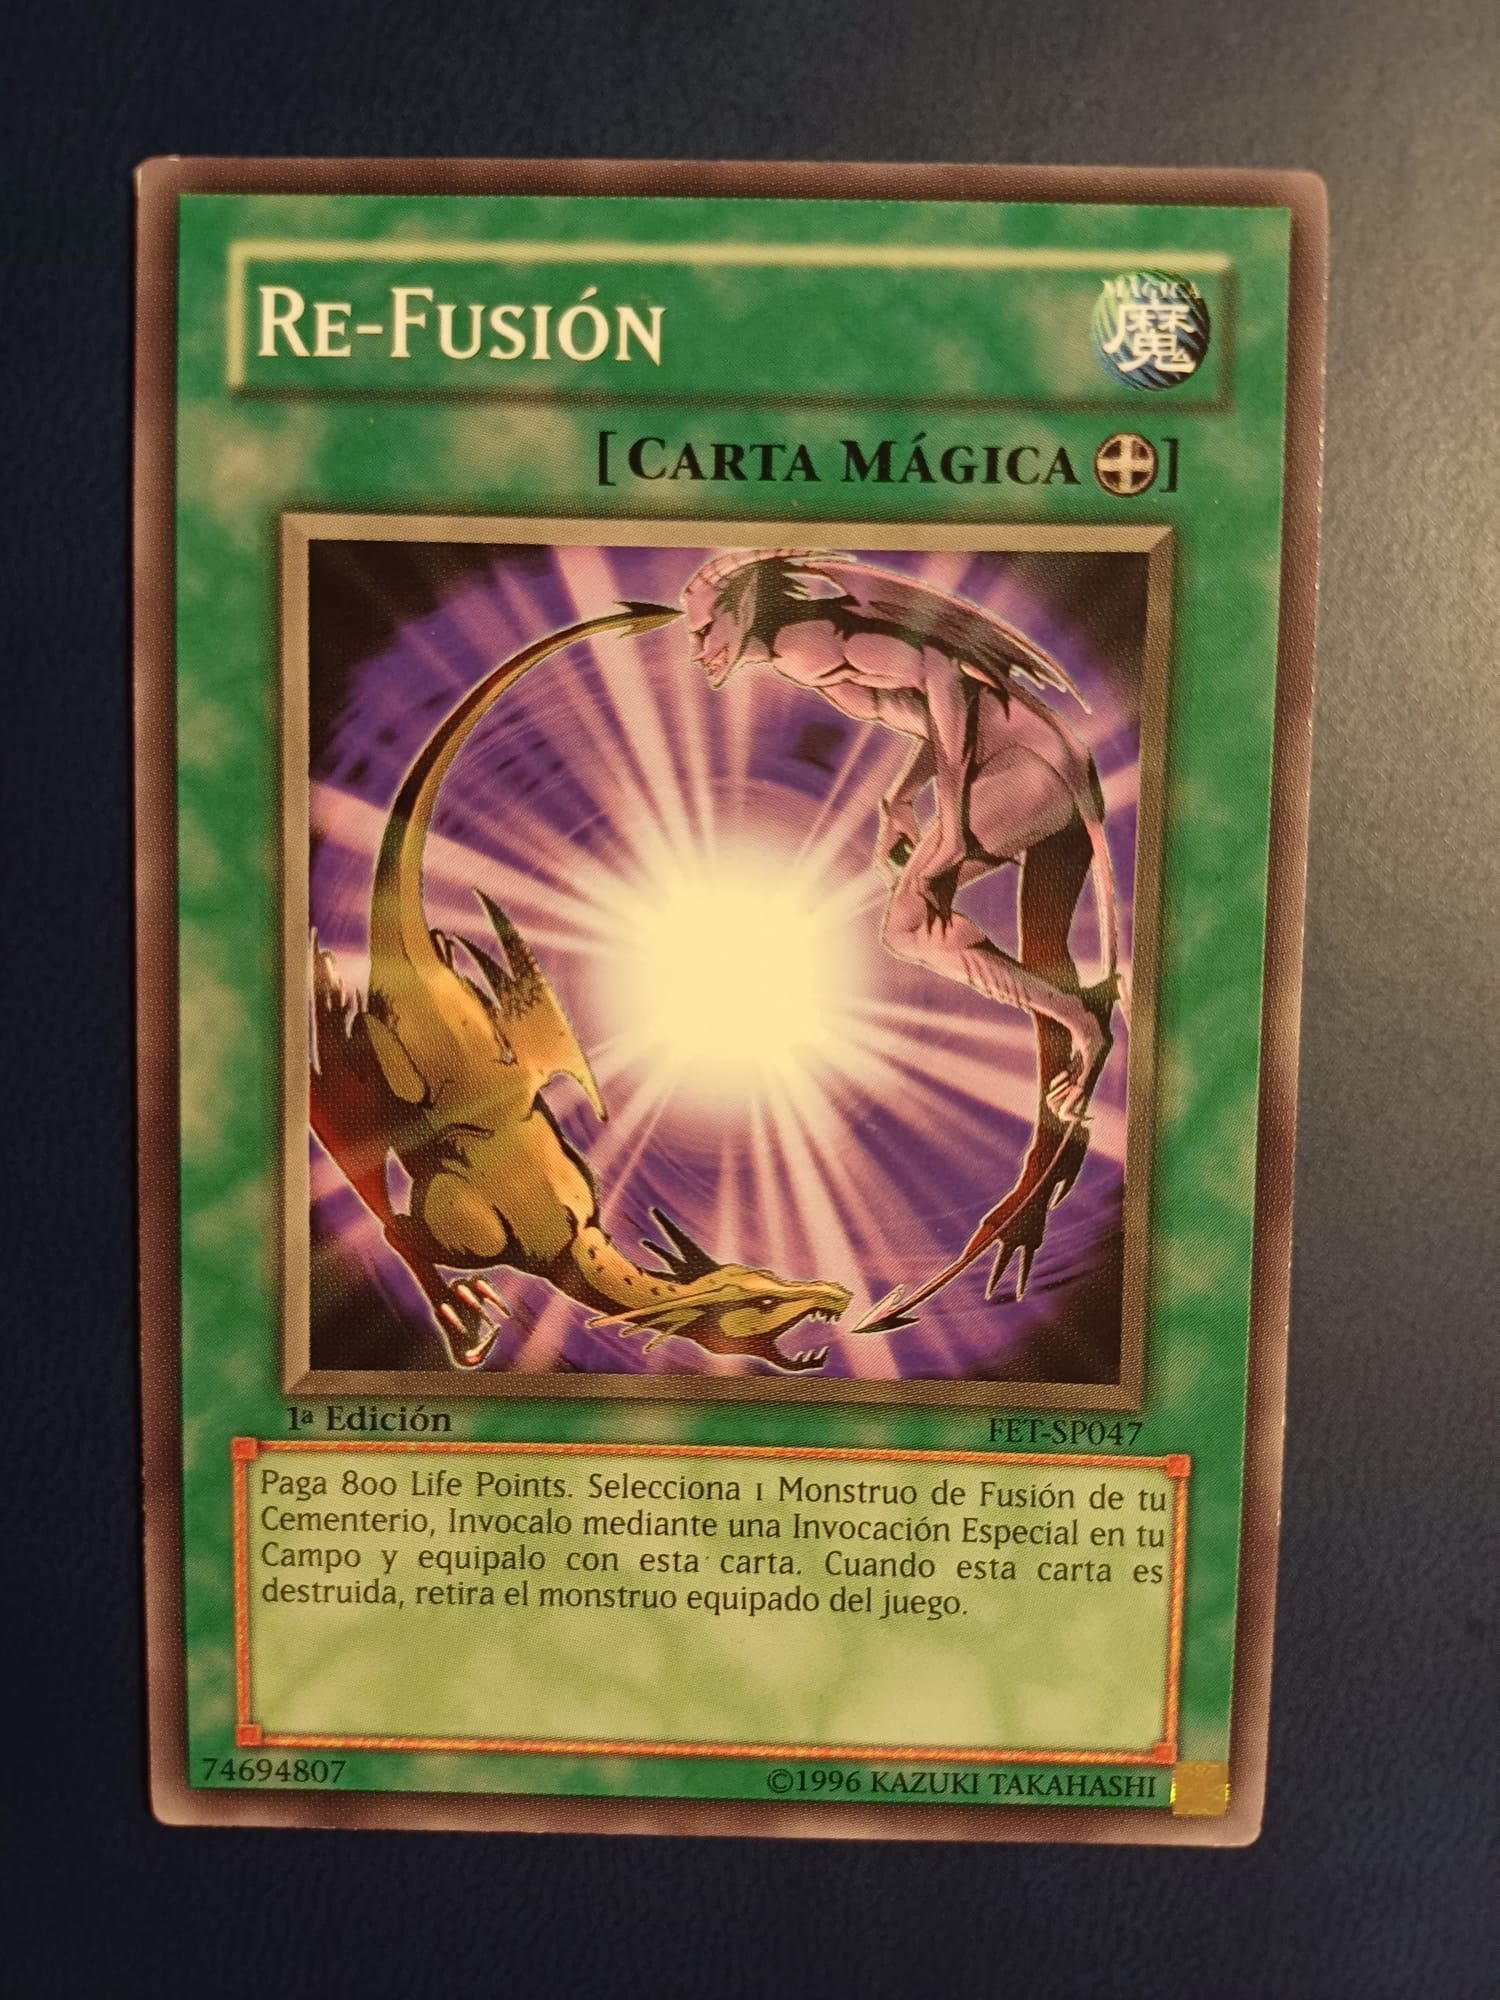 Re-Fusión
MÁGICA
魔
[CARTA MÁGICA]
1ª Edición
FET-SP047
Paga 800 Life Points. Selecciona 1 Monstruo de Fusión de tu
Cementerio, Invocalo mediante una Invocación Especial en tu
Campo y equipalo con esta carta. Cuando esta carta es
destruida, retira el monstruo equipado del juego.
74694807
©1996 KAZUKI TAKAHASHI